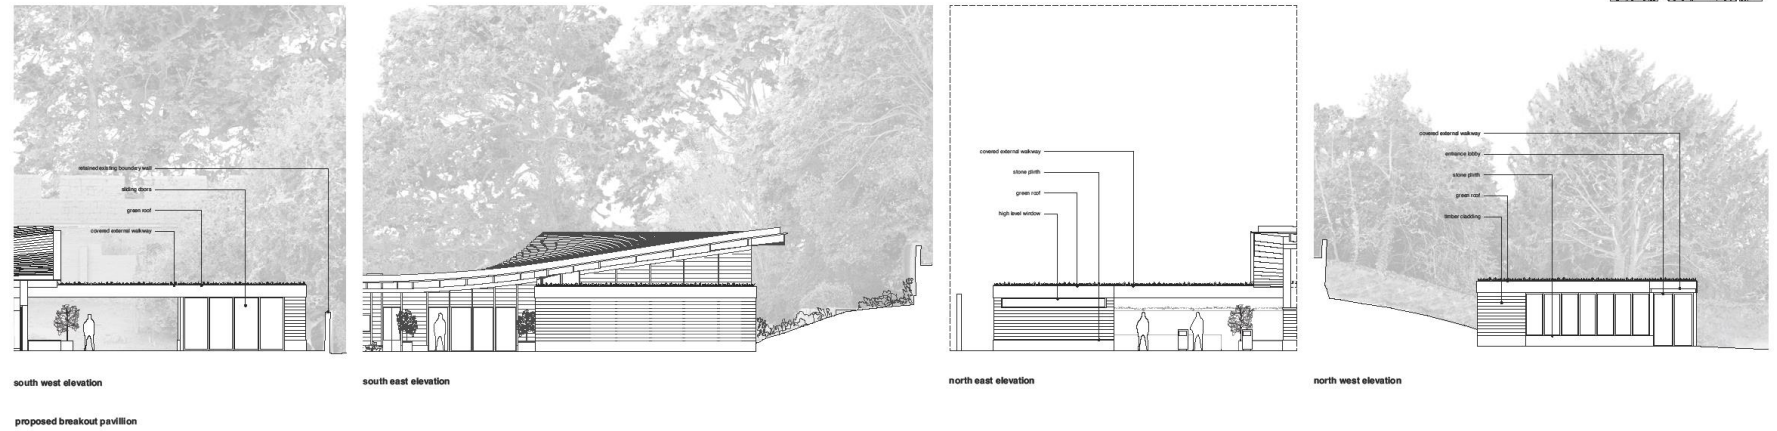 retained existing boundary wall
sliding doors
green roof
covered external walkway
south west elevation
south east elevation
covered external walkway
stone plinth
green roof
high level window
north east elevation
covered external walkway
entrance lobby
stone plinth
green roof
timber cladding
north west elevation
proposed breakout pavillion